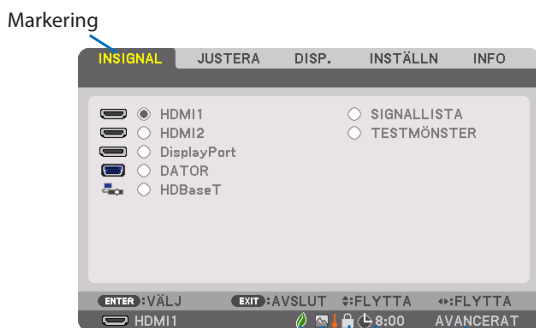 Markering
INSIGNAL JUSTERA DISP. INSTÄLLN INFO
HDMI1 SIGNALLISTA
HDMI2 TESTMÖNSTER
DisplayPort
DATOR
HDBaseT
ENTER:VÄLJ EXIT:AVSLUT :FLYTTA :FLYTTA
HDMI1 8:00 AVANCERAT